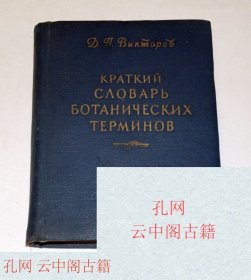 Д. П. Викторов
КРАТКИЙ
СЛОВАРЬ
БОТАНИЧЕСКИХ
ТЕРМИНОВ
孔网
云中阁古籍
孔网
云中阁古籍